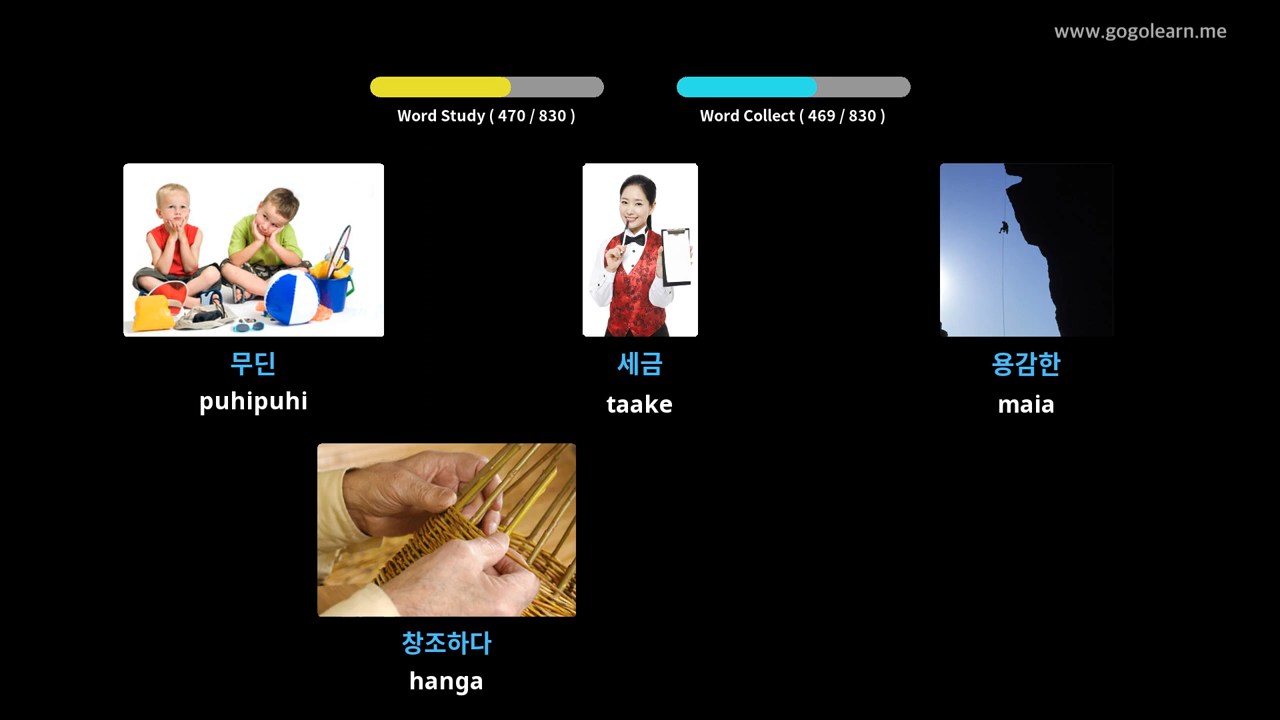 www.gogolearn.me
Word Study ( 470 / 830 )
Word Collect ( 469 / 830 )
무딘
puhipuhi
세금
taake
용감한
maia
창조하다
hanga